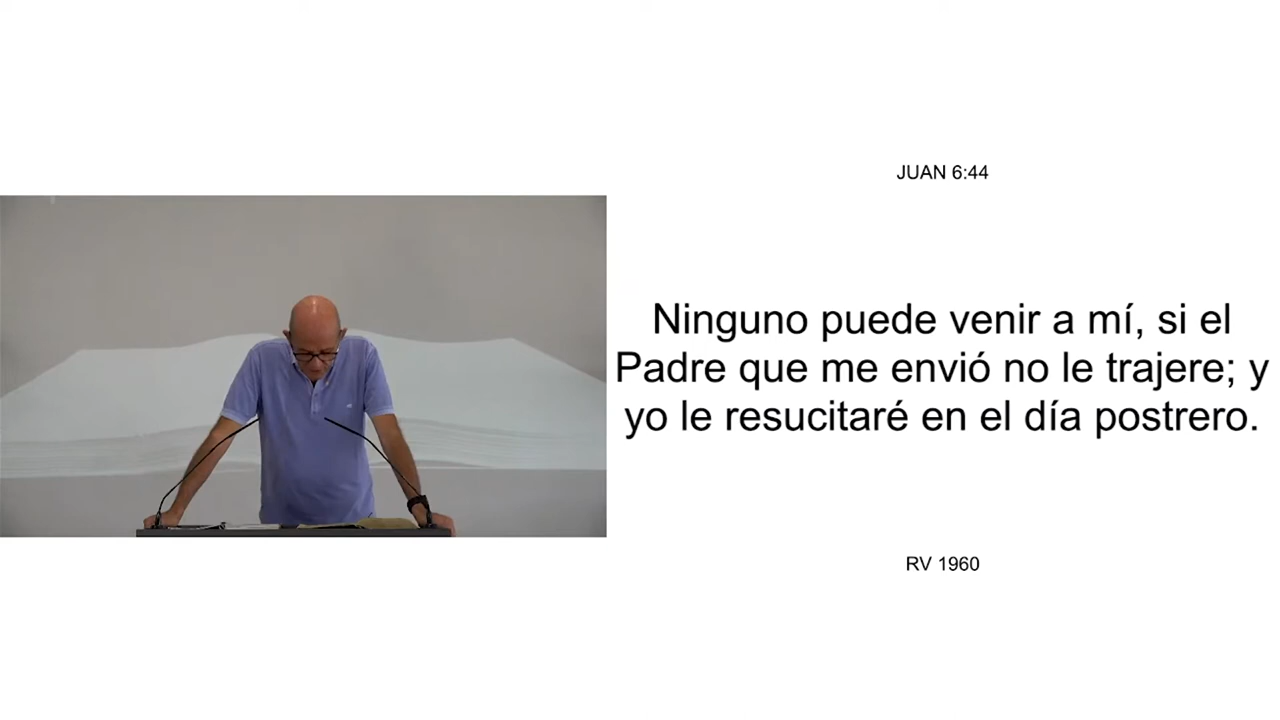 JUAN 6:44
Ninguno puede venir a mí, si el
Padre que me envió no le trajere; y
yo le resucitaré en el día postrero.
RV 1960